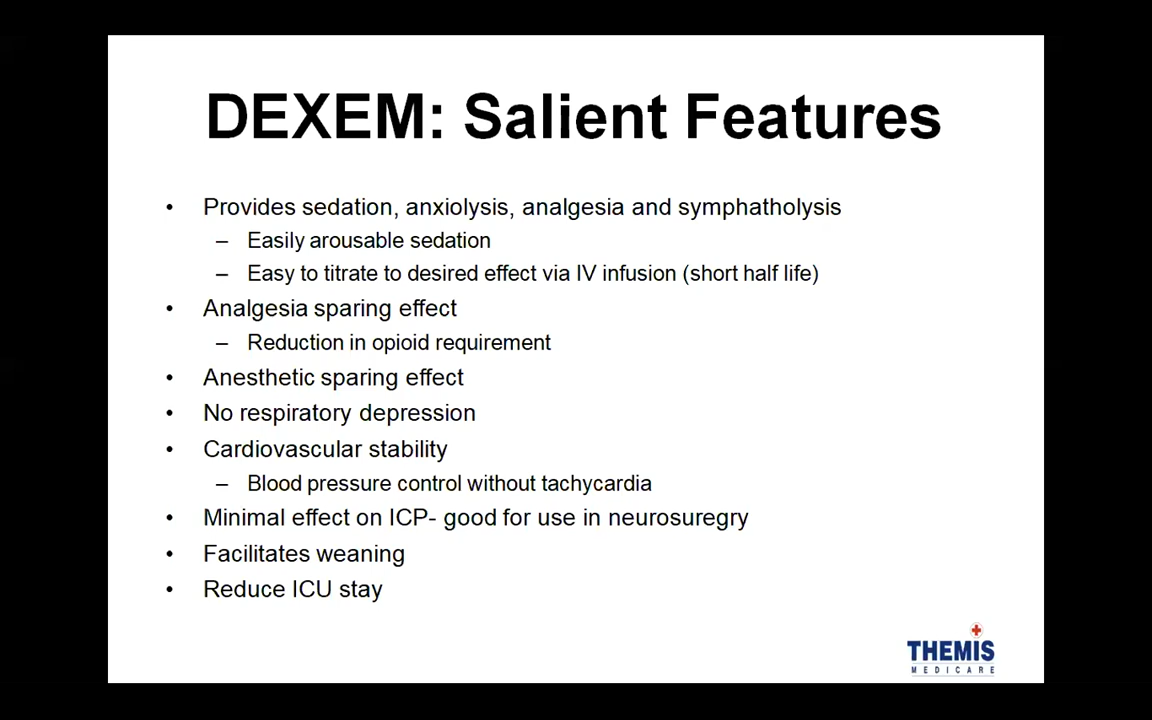 DEXEM: Salient Features
• Provides sedation, anxiolysis, analgesia and symphatholysis
– Easily arousable sedation
– Easy to titrate to desired effect via IV infusion (short half life)
• Analgesia sparing effect
– Reduction in opioid requirement
• Anesthetic sparing effect
• No respiratory depression
• Cardiovascular stability
– Blood pressure control without tachycardia
• Minimal effect on ICP- good for use in neurosuregry
• Facilitates weaning
• Reduce ICU stay
THEMIS
MEDICARE